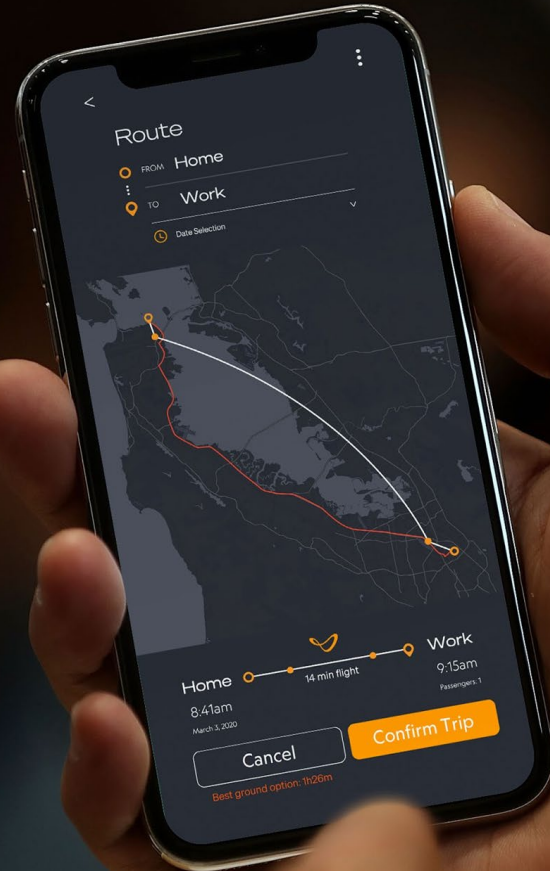 Route
FROM Home
TO Work
Date Selection
Home
Work
14 min flight
8:41am
9:15am
March 3, 2020
Passengers: 1
Cancel
Confirm Trip
Best ground option: 1h26m